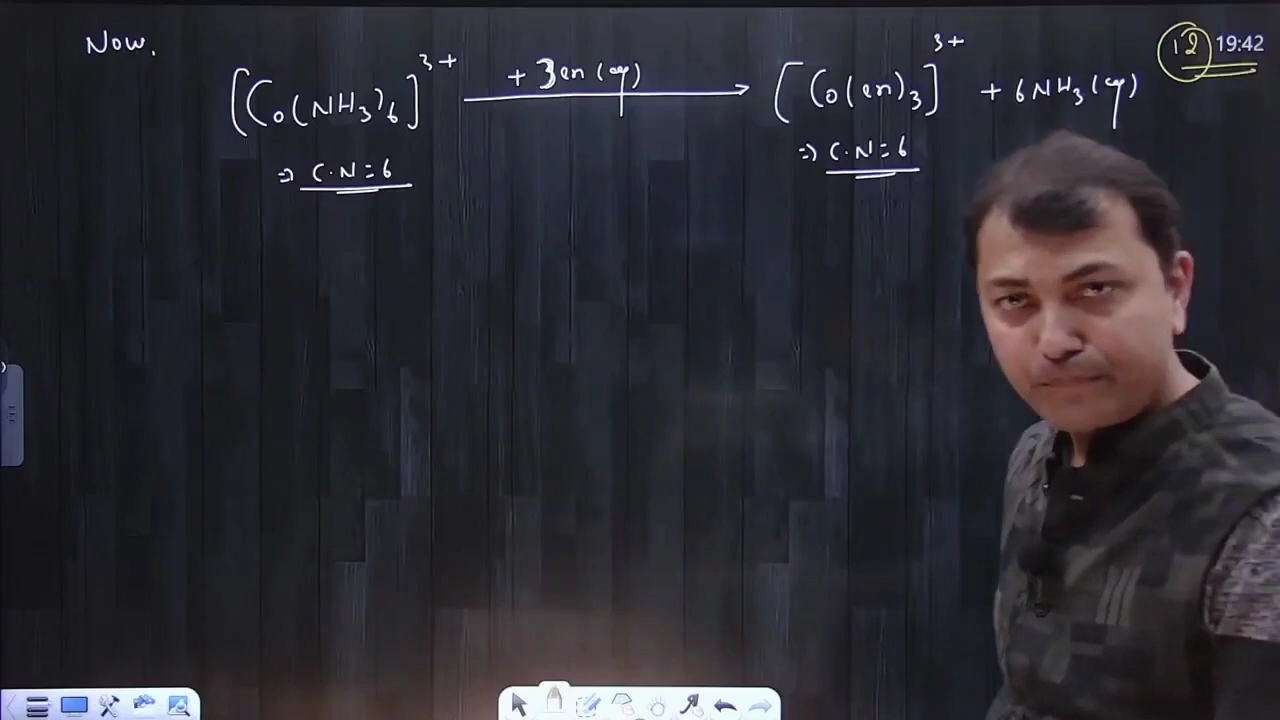 Now.
[Co(NH3)6]3+ +3en(aq) → [Co(en)3]3+ + 6NH3(aq)
⇒ C.N=6
⇒ C.N=6
12
19:42